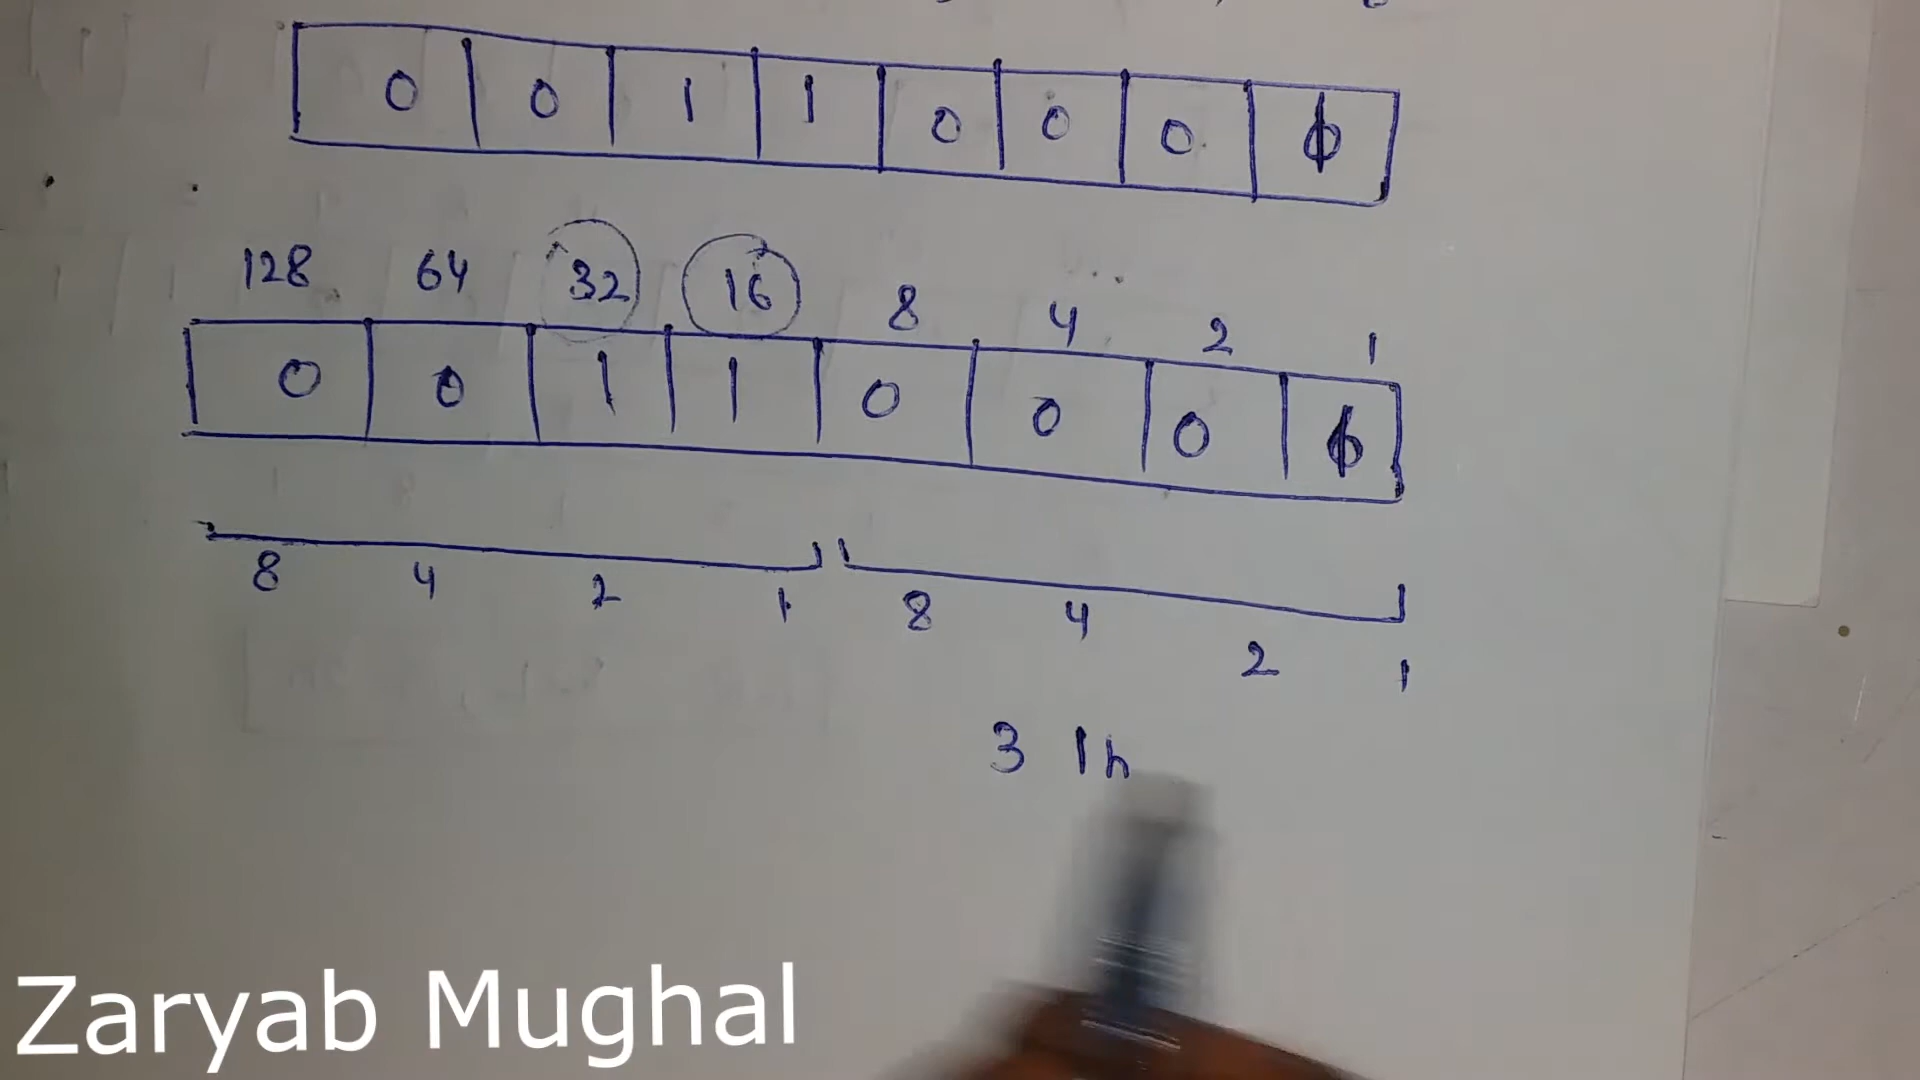 0 0 1 1 0 0 0
128 64 32 16 8 4 2 1
0 0 1 1 0 0 0
8 4 2 1 8 4 2 1
3 1h
Zaryab Mughal